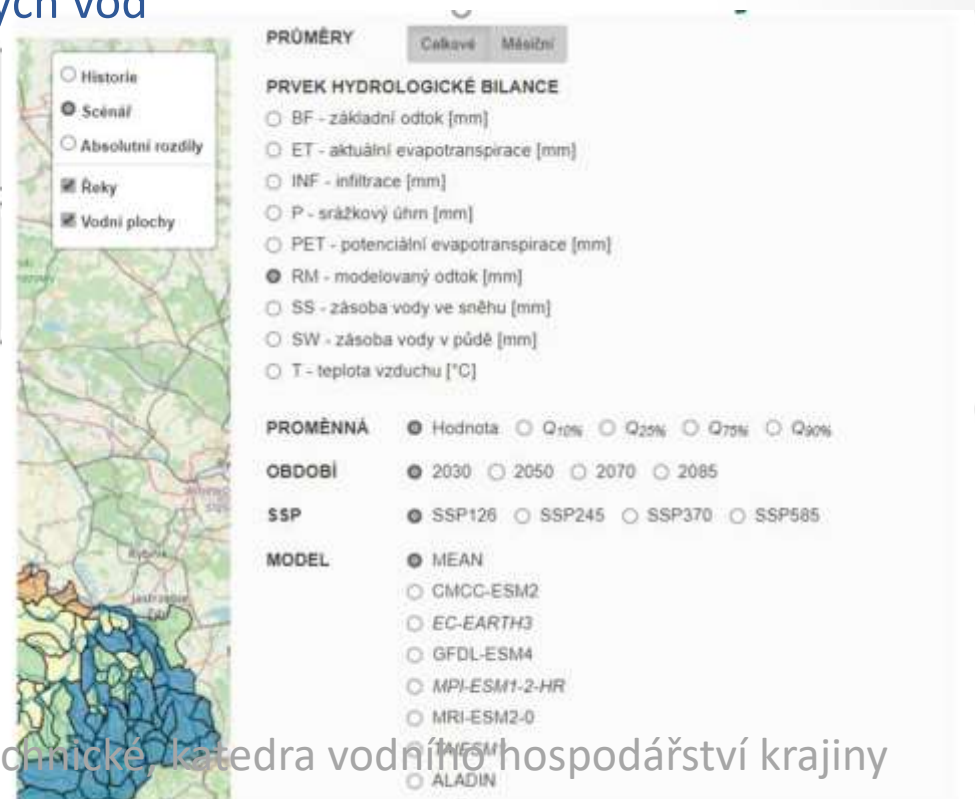 ých vod
PRŮMĚRY
Celkové Měsíční
Historie
Scénář
Absolutní rozdíly
Řeky
Vodní plochy
PRVEK HYDROLOGICKÉ BILANCE
BF - základní odtok [mm]
ET - aktuální evapotranspirace [mm]
INF - infiltrace [mm]
P - srážkový úhrn [mm]
PET - potenciální evapotranspirace [mm]
RM - modelovaný odtok [mm]
SS - zásoba vody ve sněhu [mm]
SW - zásoba vody v půdě [mm]
T - teplota vzduchu [°C]
PROMĚNNÁ Hodnota Q10% Q25% Q75% Q90%
OBDOBÍ 2030 2050 2070 2085
SSP SSP126 SSP245 SSP370 SSP585
MODEL MEAN
CMCC-ESM2
EC-EARTH3
GFDL-ESM4
MPI-ESM1-2-HR
MRI-ESM2-0
TAIESM1
ALADIN
Rybnik
Jastrzębie
Zdrój
chnické katedra vodního hospodářství krajiny